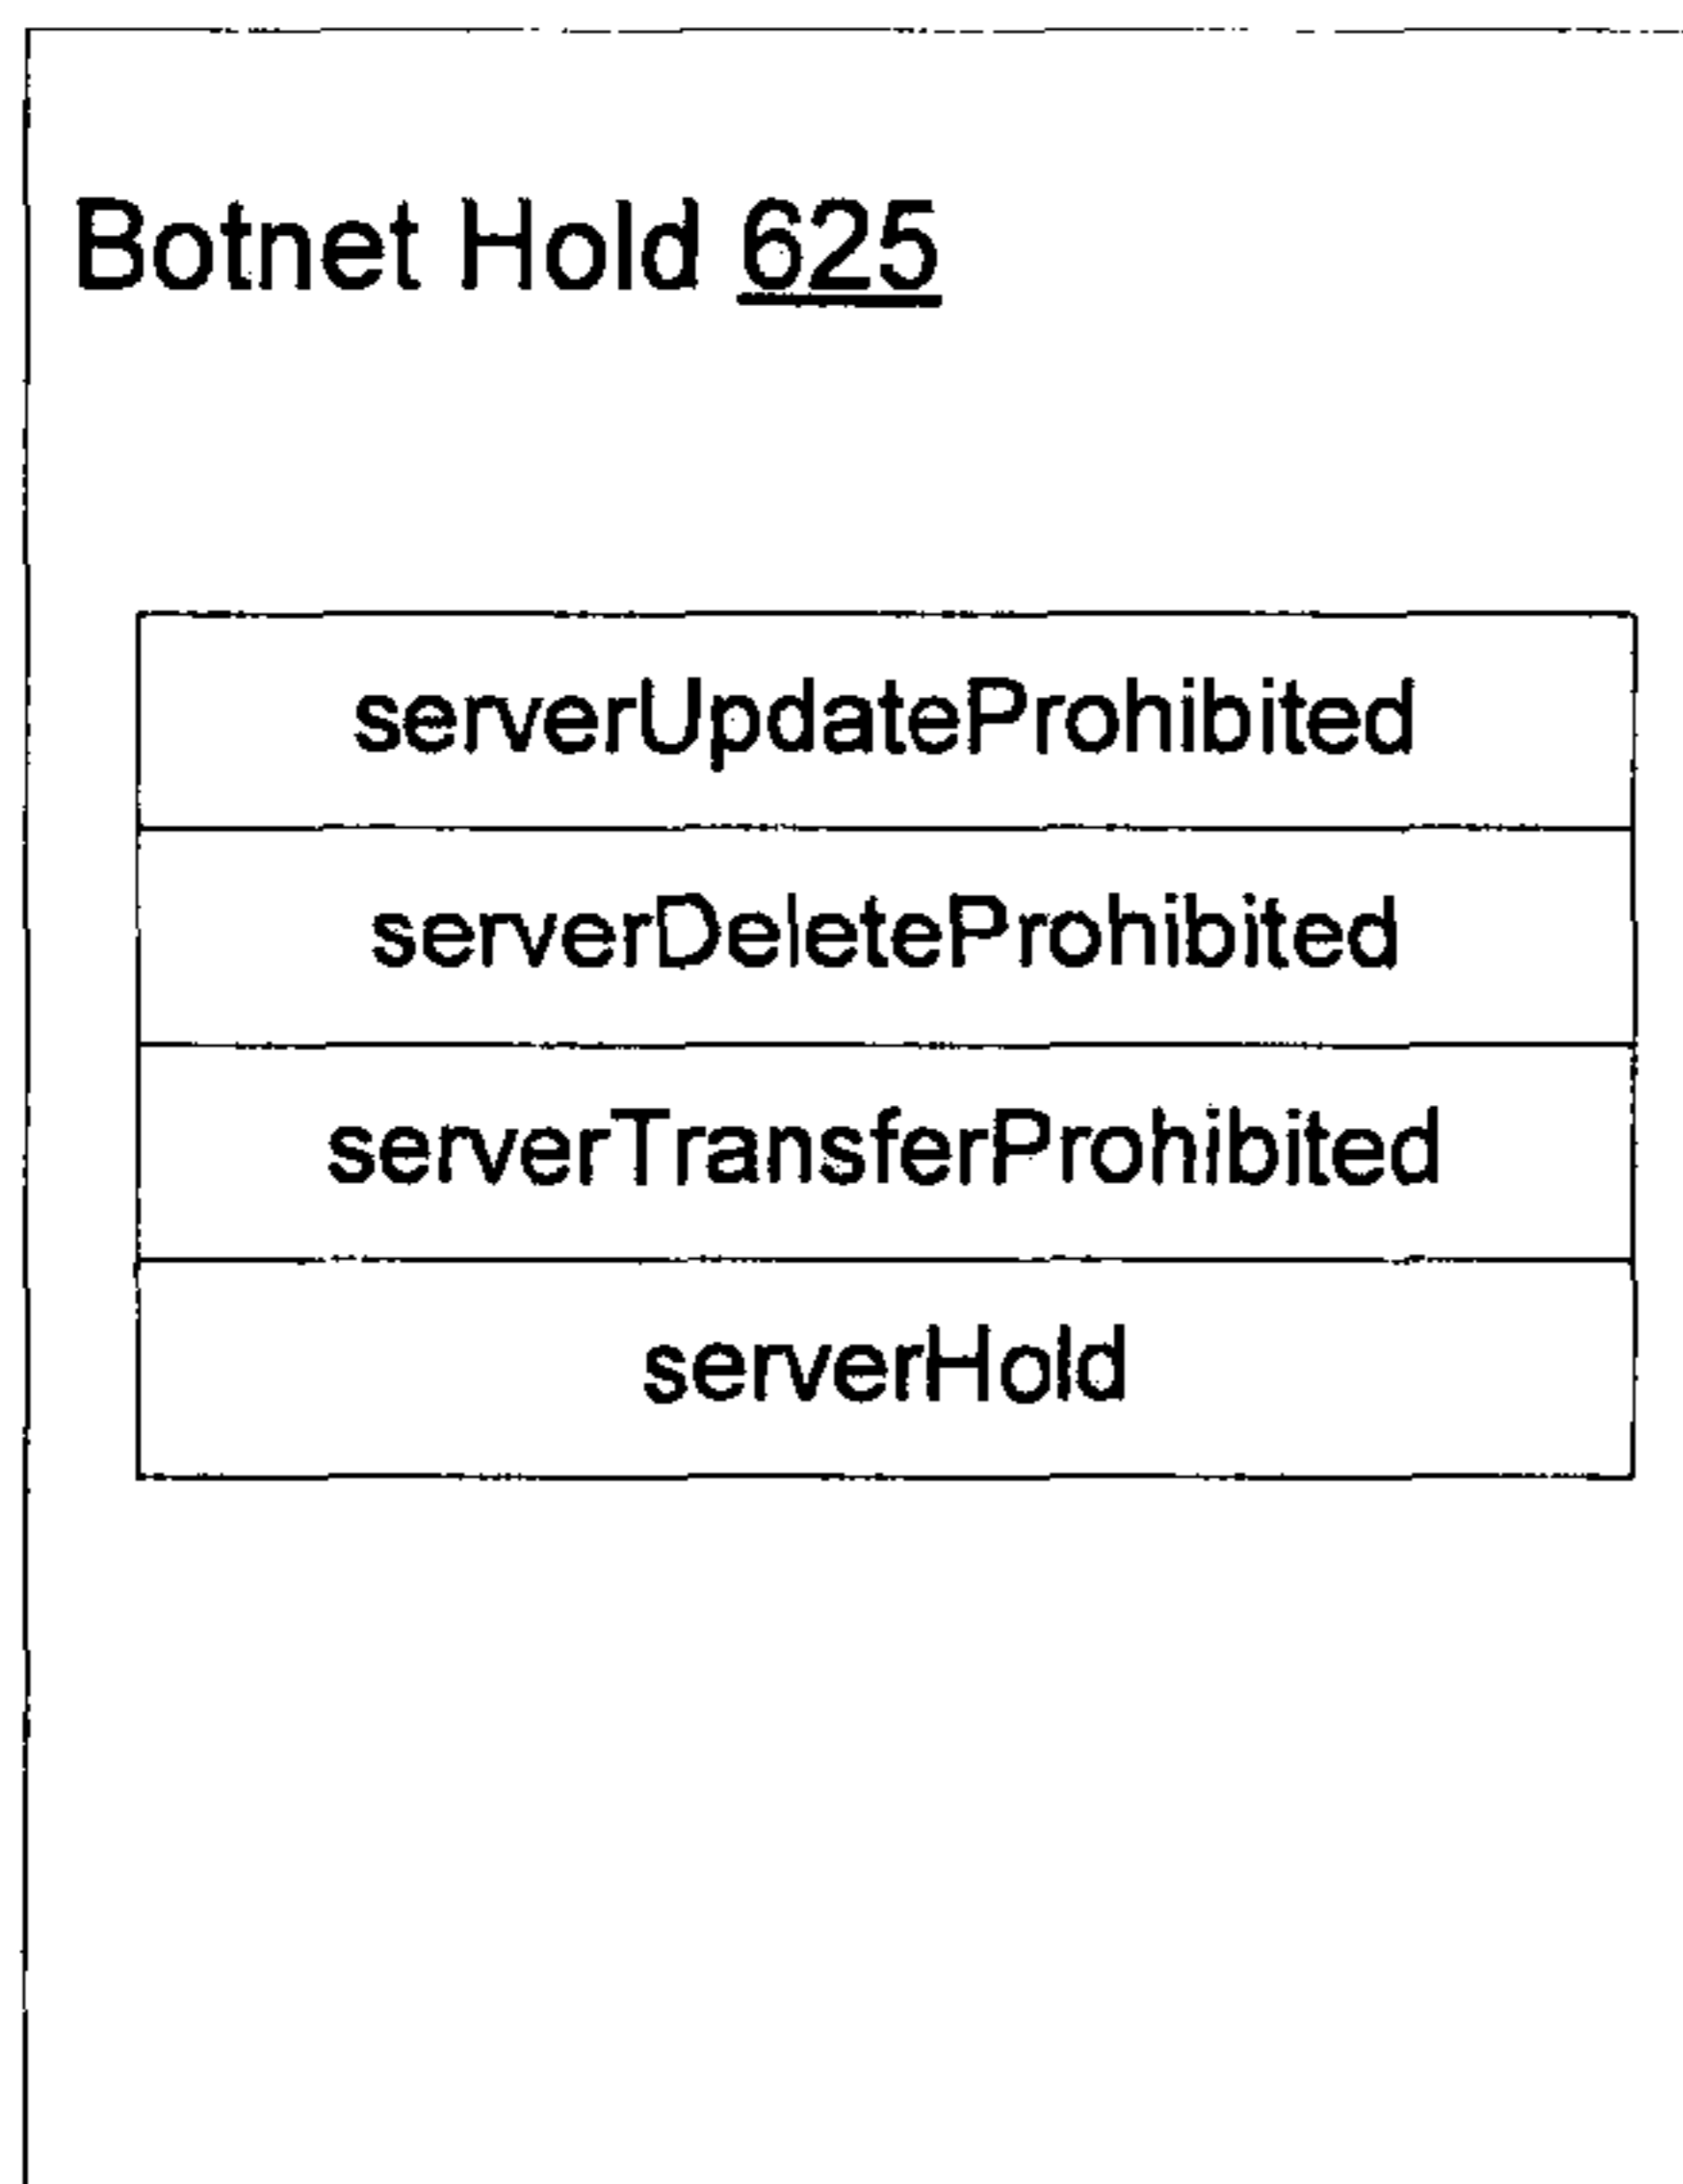 Botnet Hold 625
serverUpdateProhibited
serverDeleteProhibited
serverTransferProhibited
serverHold